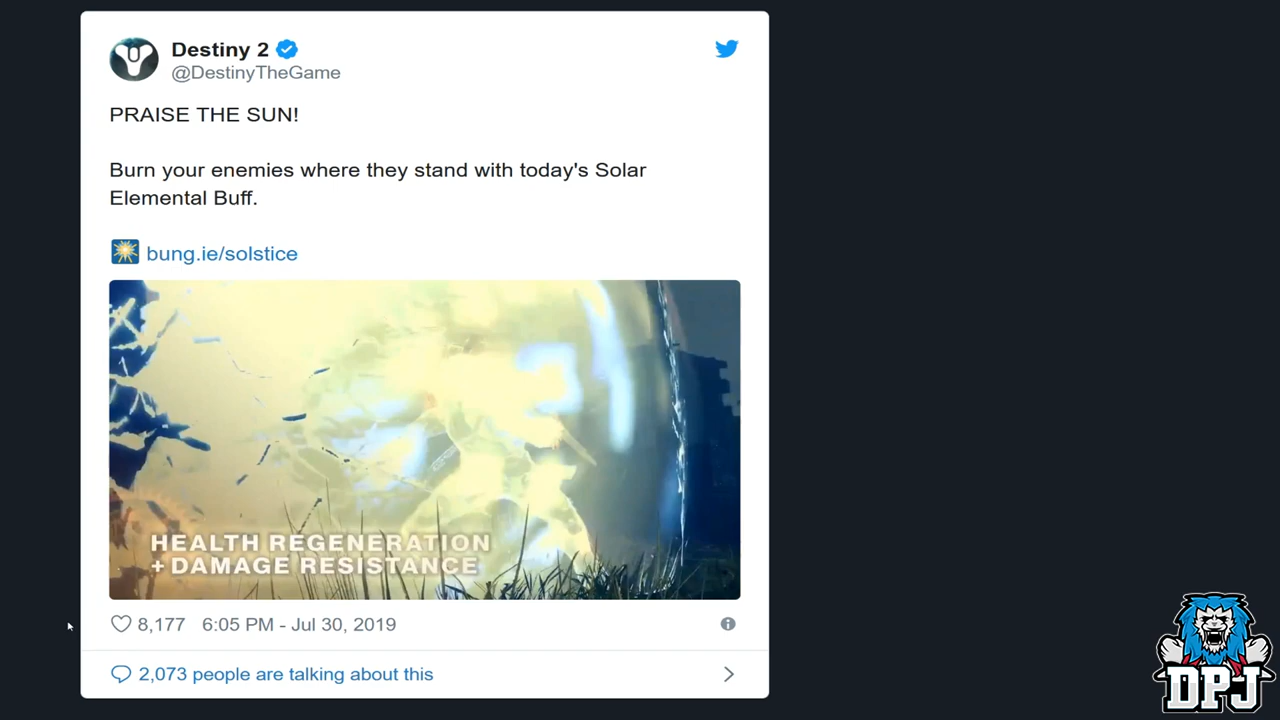 Destiny 2
@DestinyTheGame
PRAISE THE SUN!
Burn your enemies where they stand with today's Solar
Elemental Buff.
bung.ie/solstice
HEALTH REGENERATION
+ DAMAGE RESISTANCE
8,177 6:05 PM - Jul 30, 2019
2,073 people are talking about this
DPJ